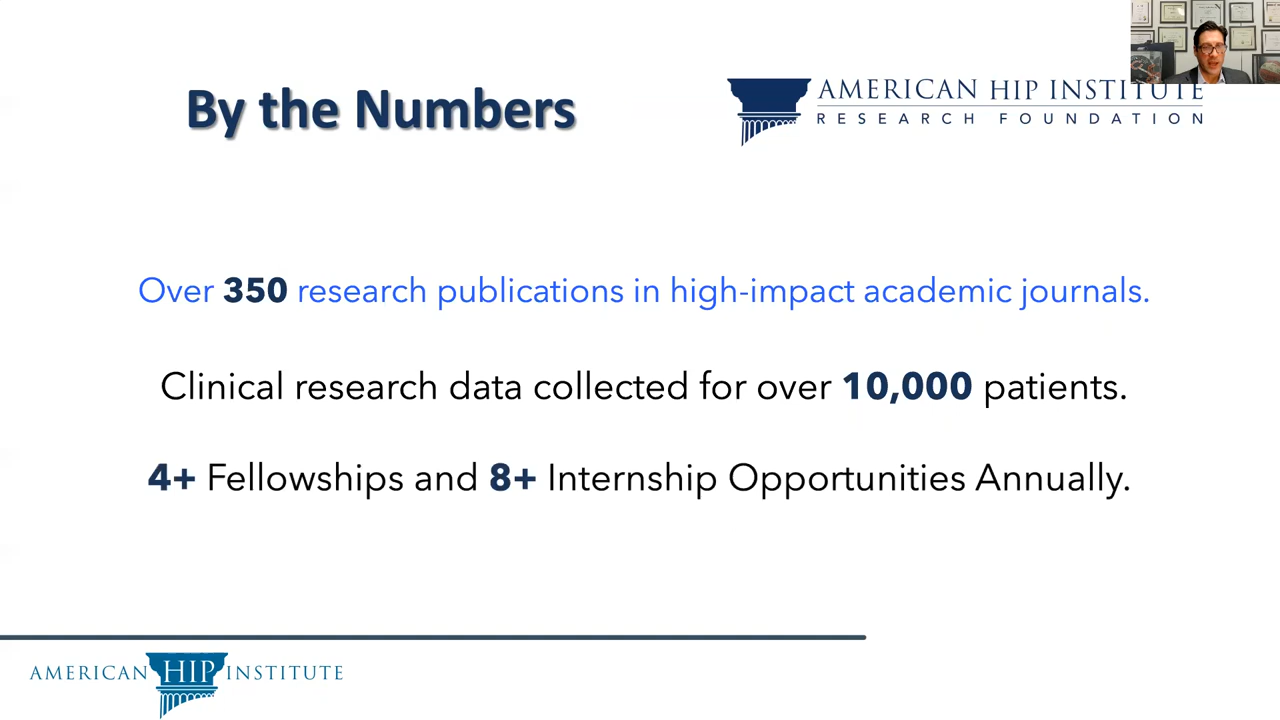 By the Numbers
AMERICAN HIP INSTITUTE
RESEARCH FOUNDATION
Over 350 research publications in high-impact academic journals.
Clinical research data collected for over 10,000 patients.
4+ Fellowships and 8+ Internship Opportunities Annually.
AMERICAN HIP INSTITUTE